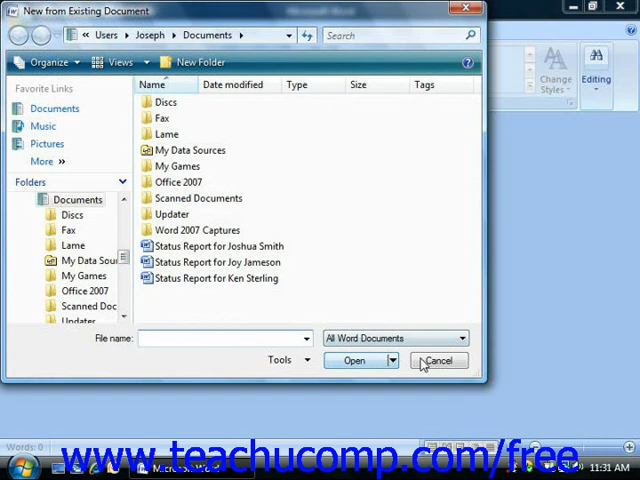 New from Existing Document
Users Joseph Documents Search
Organize Views New Folder
Favorite Links
Documents
Music
Pictures
More
Folders
Documents
Discs
Fax
Lame
My Data Sour
My Games
Office 2007
Scanned Doc
Updater
Name Date modified Type Size Tags
Discs
Fax
Lame
My Data Sources
My Games
Office 2007
Scanned Documents
Updater
Word 2007 Captures
Status Report for Joshua Smith
Status Report for Joy Jameson
Status Report for Ken Sterling
File name: All Word Documents
Tools Open Cancel
Change
Styles
Editing
Words: 0
www.teachucomp.com/free
11:31 AM